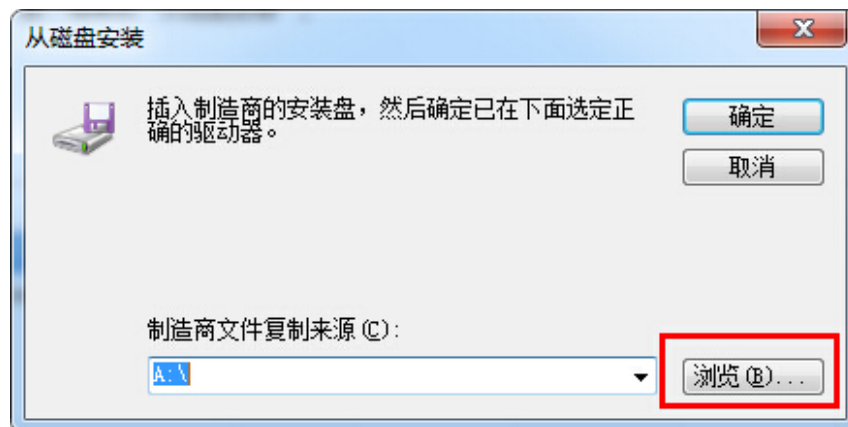 从磁盘安装
插入制造商的安装盘，然后确定已在下面选定正
确的驱动器。
确定
取消
制造商文件复制来源(C):
A:\
浏览(B)...